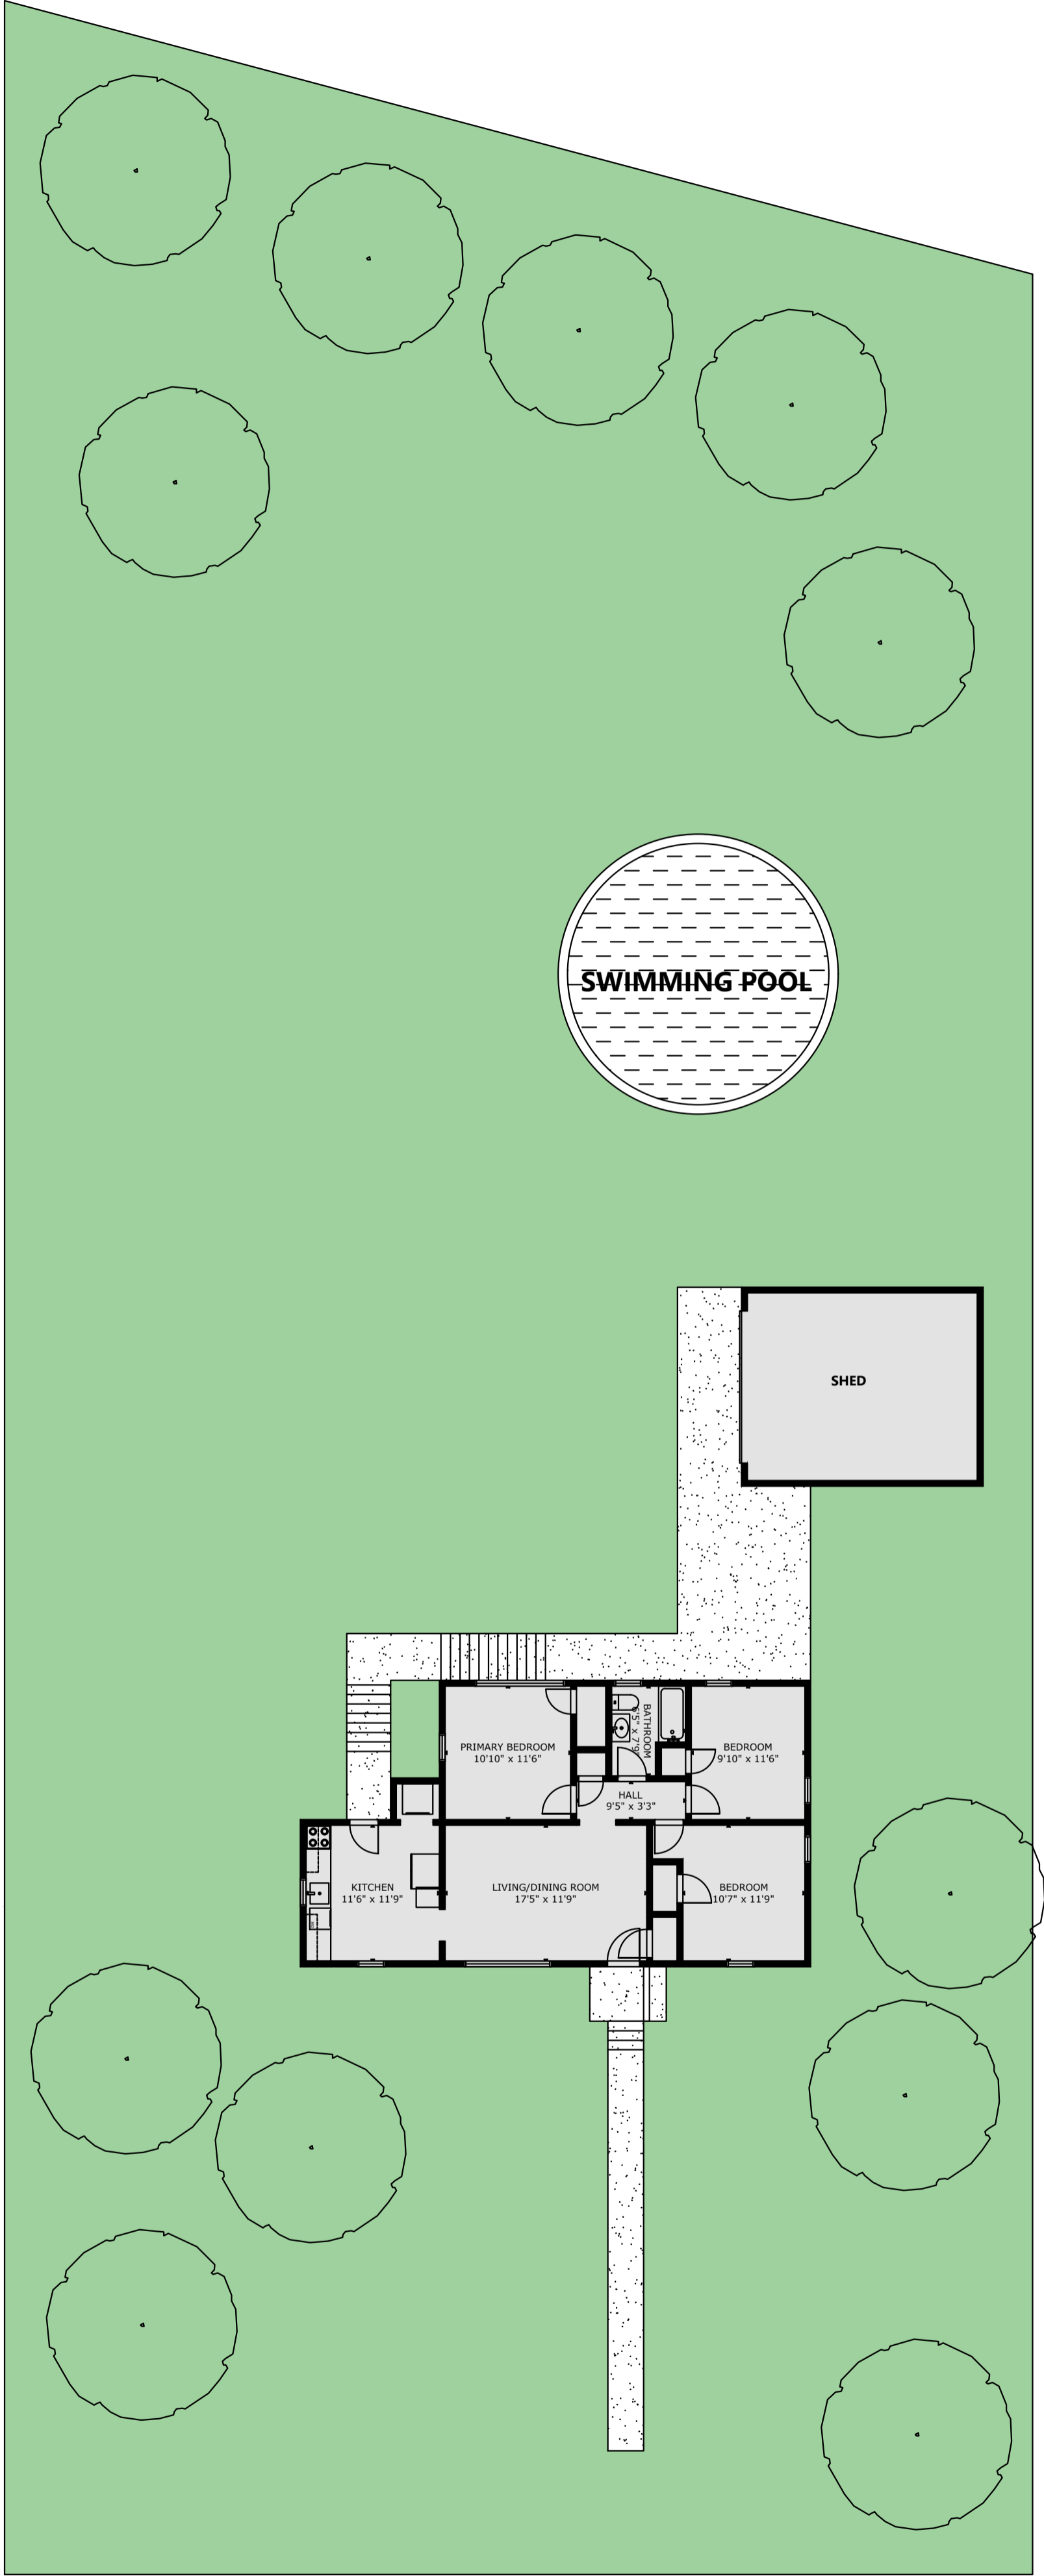 SWIMMING POOL
SHED
PRIMARY BEDROOM
10'10" x 11'6"
BATHROOM
6'5" x 7'9"
BEDROOM
9'10" x 11'6"
HALL
9'5" x 3'3"
KITCHEN
11'6" x 11'9"
LIVING/DINING ROOM
17'5" x 11'9"
BEDROOM
10'7" x 11'9"